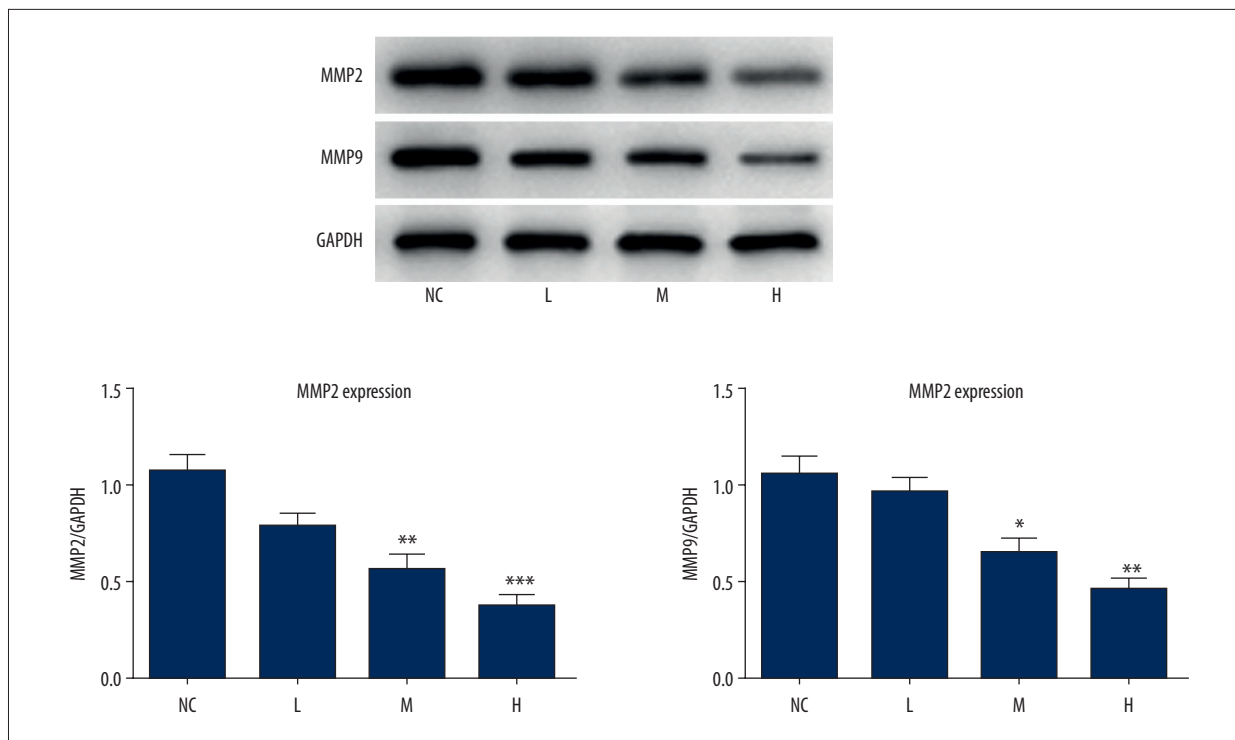 MMP2
MMP9
GAPDH
NC L M H
MMP2 expression
MMP2/GAPDH
1.5
1.0
0.5
0.0
**
***
NC L M H
MMP2 expression
MMP9/GAPDH
1.5
1.0
0.5
0.0
*
**
NC L M H